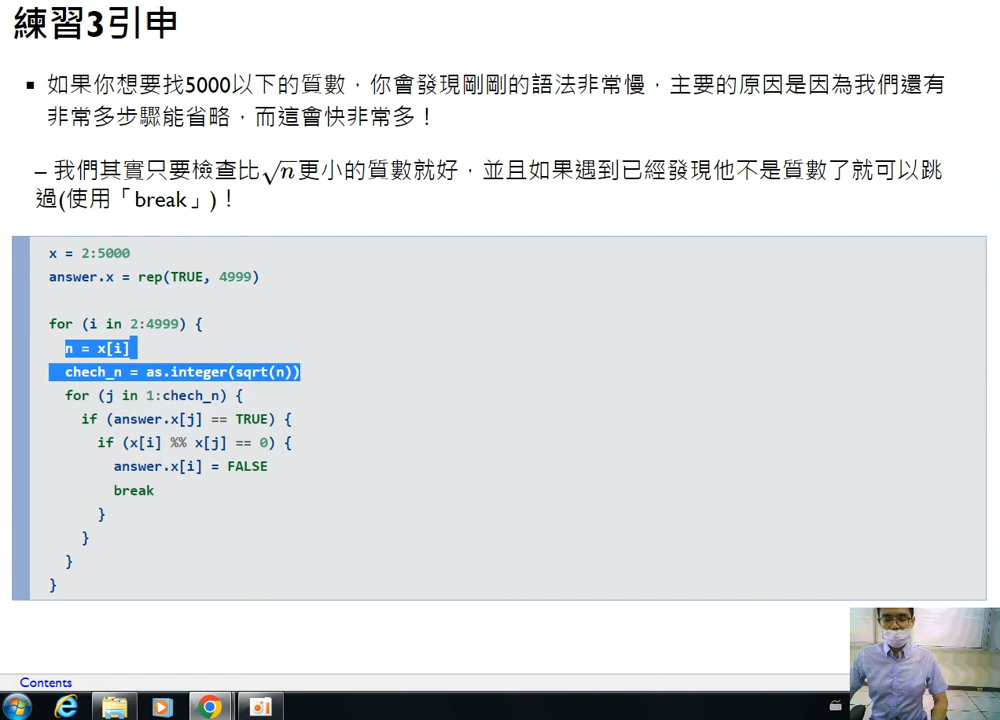 練習3引申
▪ 如果你想要找5000以下的質數，你會發現剛剛的語法非常慢，主要的原因是因為我們還有
非常多步驟能省略，而這會快非常多！
– 我們其實只要檢查比√n更小的質數就好，並且如果遇到已經發現他不是質數了就可以跳
過(使用「break」)！
x = 2:5000
answer.x = rep(TRUE, 4999)
for (i in 2:4999) {
n = x[i]
chech_n = as.integer(sqrt(n))
for (j in 1:chech_n) {
if (answer.x[j] == TRUE) {
if (x[i] %% x[j] == 0) {
answer.x[i] = FALSE
break
}
}
}
}
Contents